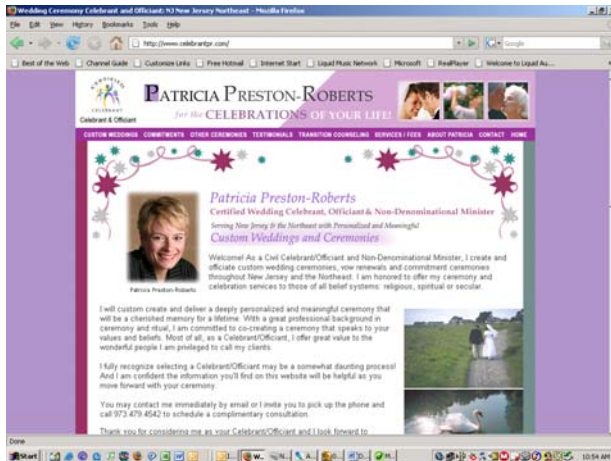 Wedding Ceremony Celebrant and Officiant: NJ New Jersey Northeast - Mozilla Firefox
File Edit View History Bookmarks Tools Help
http://www.celebrantpr.com/
Google
Best of the Web Channel Guide Customize Links Free Hotmail Internet Start Liquid Music Network Microsoft RealPlayer Welcome to Liquid Au...
CERTIFIED
CELEBRANT
Celebrant & Officiant
PATRICIA PRESTON-ROBERTS
for the CELEBRATIONS OF YOUR LIFE!
CUSTOM WEDDINGS COMMITMENTS OTHER CEREMONIES TESTIMONIALS TRANSITION COUNSELING SERVICES / FEES ABOUT PATRICIA CONTACT HOME
Patricia Preston-Roberts
Certified Wedding Celebrant, Officiant & Non-Denominational Minister
Serving New Jersey & the Northeast with Personalized and Meaningful
Custom Weddings and Ceremonies
Welcome! As a Civil Celebrant/Officiant and Non-Denominational Minister, I create and
officiate custom wedding ceremonies, vow renewals and commitment ceremonies
throughout New Jersey and the Northeast. I am honored to offer my ceremony and
celebration services to those of all belief systems: religious, spiritual or secular.
Patricia Preston-Roberts
I will custom create and deliver a deeply personalized and meaningful ceremony that
will be a cherished memory for a lifetime. With a great professional background in
ceremony and ritual, I am committed to co-creating a ceremony that speaks to your
values and beliefs. Most of all, as a Celebrant/Officiant, I offer great value to the
wonderful people I am privileged to call my clients.
I fully recognize selecting a Celebrant/Officiant may be a somewhat daunting process!
And I am confident the information you'll find on this website will be helpful as you
move forward with your ceremony.
You may contact me immediately by email or I invite you to pick up the phone and
call 973 479 4642 to schedule a complimentary consultation.
Thank you for considering me as your Celebrant/Officiant and I look forward to
Done
Start
10:54 AM